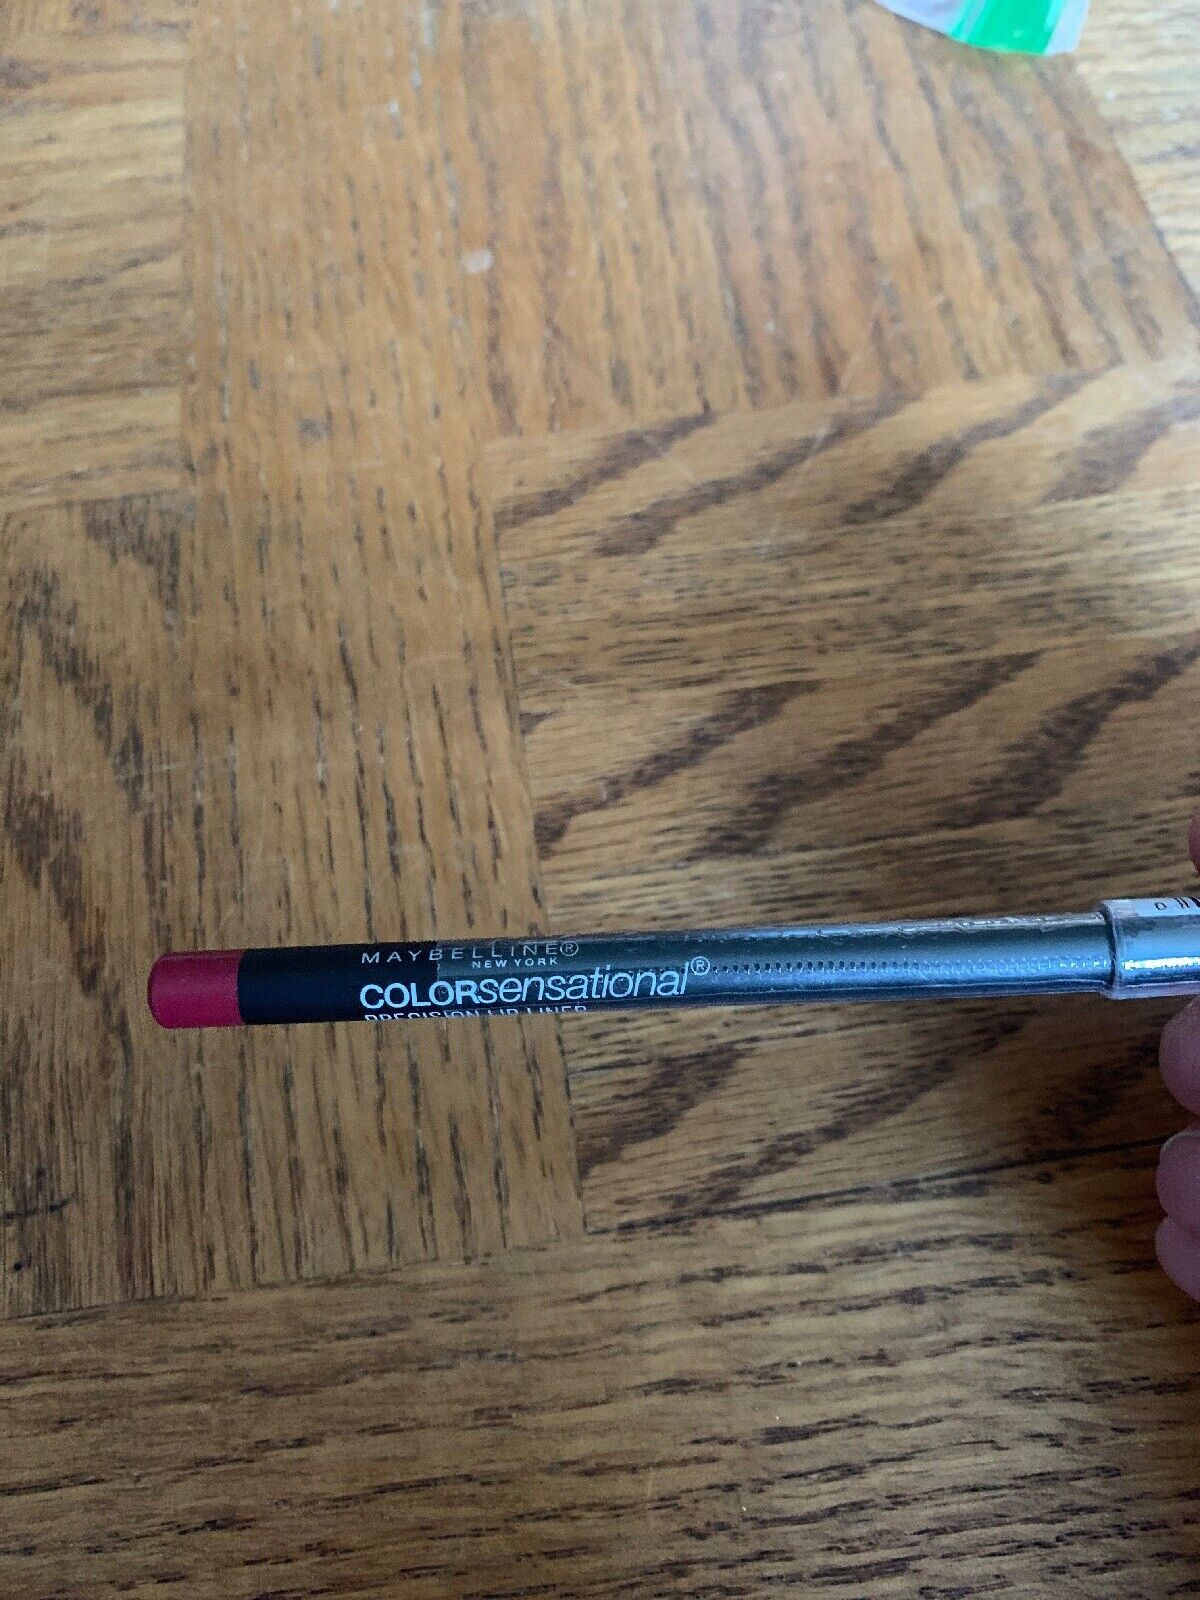 MAYBELLINE®
NEW YORK
COLORsensational®
PRECISION LIP LINER